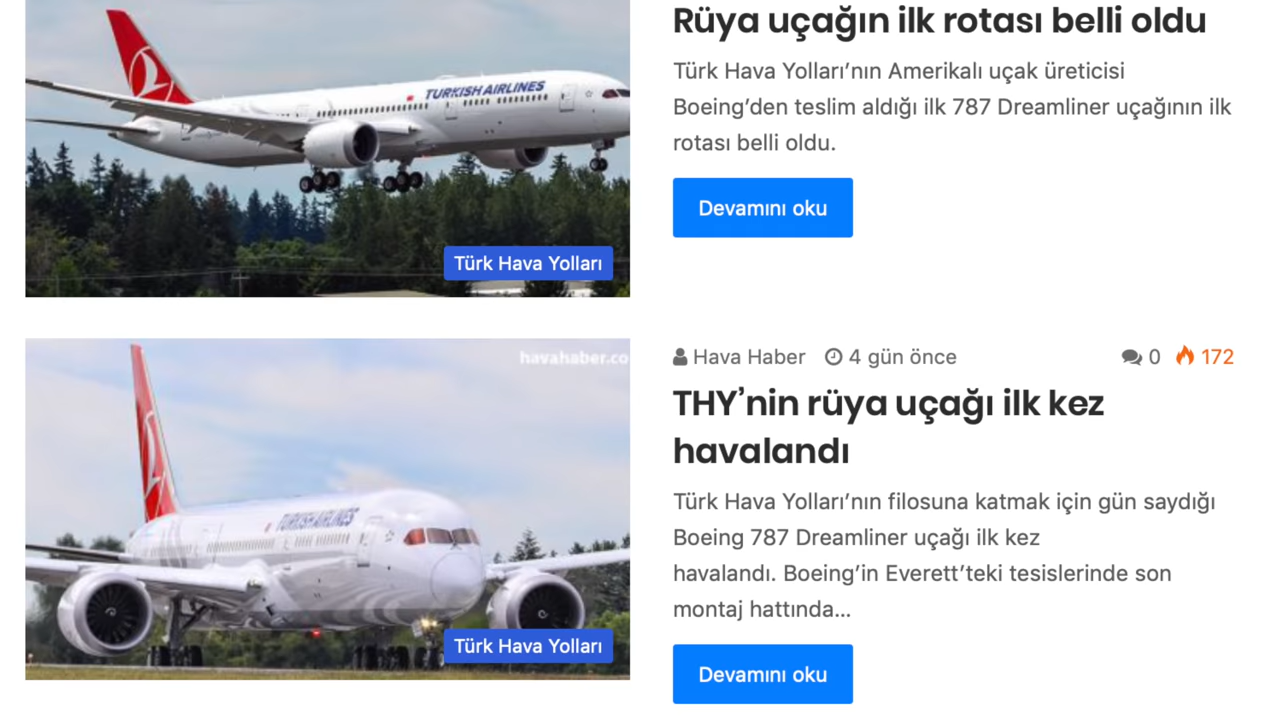 Rüya uçağın ilk rotası belli oldu
TURKISH AIRLINES
Türk Hava Yolları’nın Amerikalı uçak üreticisi
Boeing’den teslim aldığı ilk 787 Dreamliner uçağının ilk
rotası belli oldu.
Devamını oku
Türk Hava Yolları
havahaber.co
Hava Haber 4 gün önce 0 172
THY’nin rüya uçağı ilk kez
havalandı
Türk Hava Yolları’nın filosuna katmak için gün saydığı
TURKISH AIRLINES
Boeing 787 Dreamliner uçağı ilk kez
havalandı. Boeing’in Everett’teki tesislerinde son
montaj hattında...
Türk Hava Yolları
Devamını oku